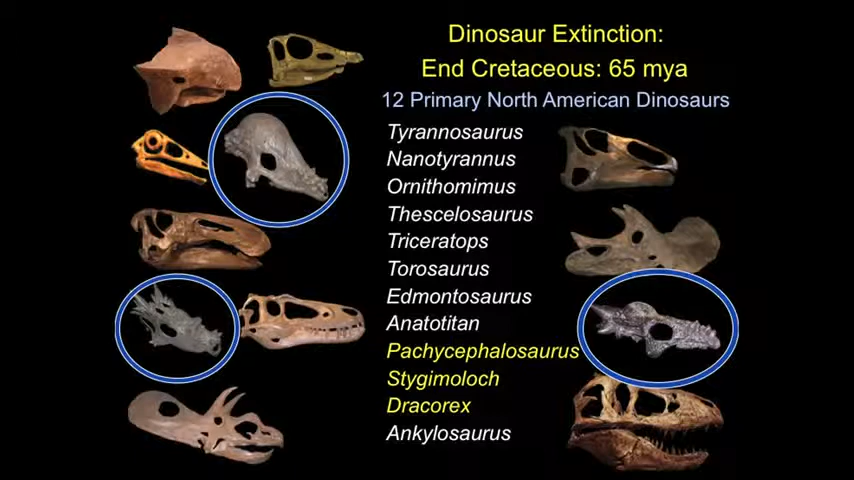 Dinosaur Extinction:
End Cretaceous: 65 mya
12 Primary North American Dinosaurs
Tyrannosaurus
Nanotyrannus
Ornithomimus
Thescelosaurus
Triceratops
Torosaurus
Edmontosaurus
Anatotitan
Pachycephalosaurus
Stygimoloch
Dracorex
Ankylosaurus